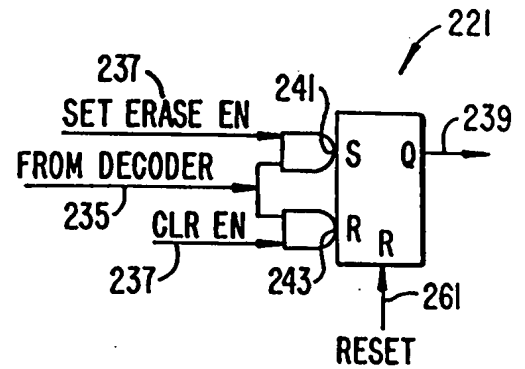 221
237
241
239
SET ERASE EN
S
Q
FROM DECODER
235
CLR EN
R
R
237
243
261
RESET